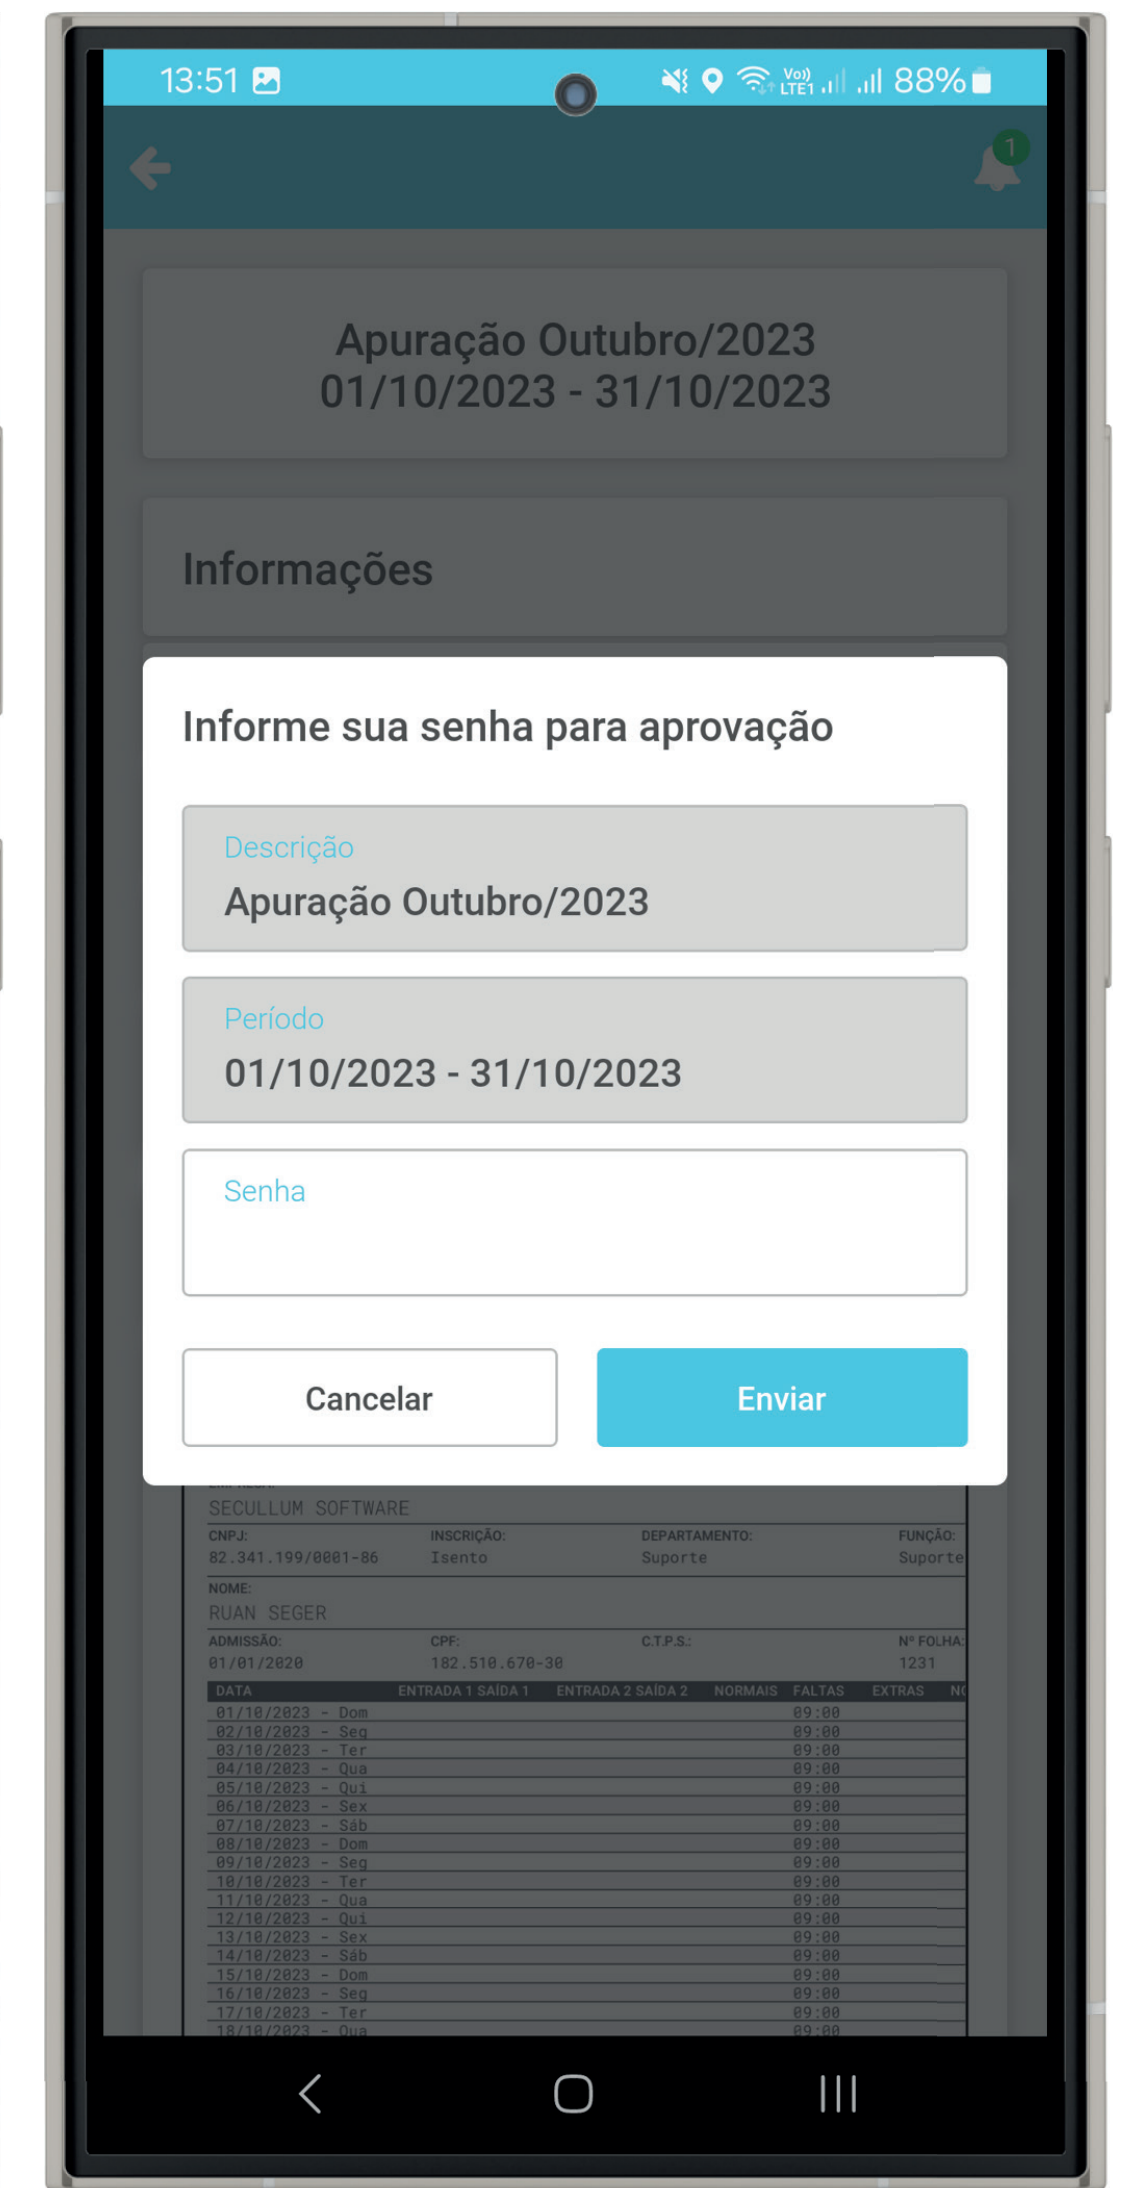 13:51 Vo)) LTE1 88%
1
Apuração Outubro/2023
01/10/2023 - 31/10/2023
Informações
Informe sua senha para aprovação
Descrição
Apuração Outubro/2023
Período
01/10/2023 - 31/10/2023
Senha
Cancelar Enviar
SECULLUM SOFTWARE
CNPJ: INSCRIÇÃO: DEPARTAMENTO: FUNÇÃO:
82.341.199/0001-86 Isento Suporte Suporte
NOME:
RUAN SEGER
ADMISSÃO: CPF: C.T.P.S.: Nº FOLHA:
01/01/2020 182.510.670-30 1231
DATA ENTRADA 1 SAÍDA 1 ENTRADA 2 SAÍDA 2 NORMAIS FALTAS EXTRAS
01/10/2023 - Dom 09:00
02/10/2023 - Seg 09:00
03/10/2023 - Ter 09:00
04/10/2023 - Qua 09:00
05/10/2023 - Qui 09:00
06/10/2023 - Sex 09:00
07/10/2023 - Sáb 09:00
08/10/2023 - Dom 09:00
09/10/2023 - Seg 09:00
10/10/2023 - Ter 09:00
11/10/2023 - Qua 09:00
12/10/2023 - Qui 09:00
13/10/2023 - Sex 09:00
14/10/2023 - Sáb 09:00
15/10/2023 - Dom 09:00
16/10/2023 - Seg 09:00
17/10/2023 - Ter 09:00
18/10/2023 - Qua 09:00